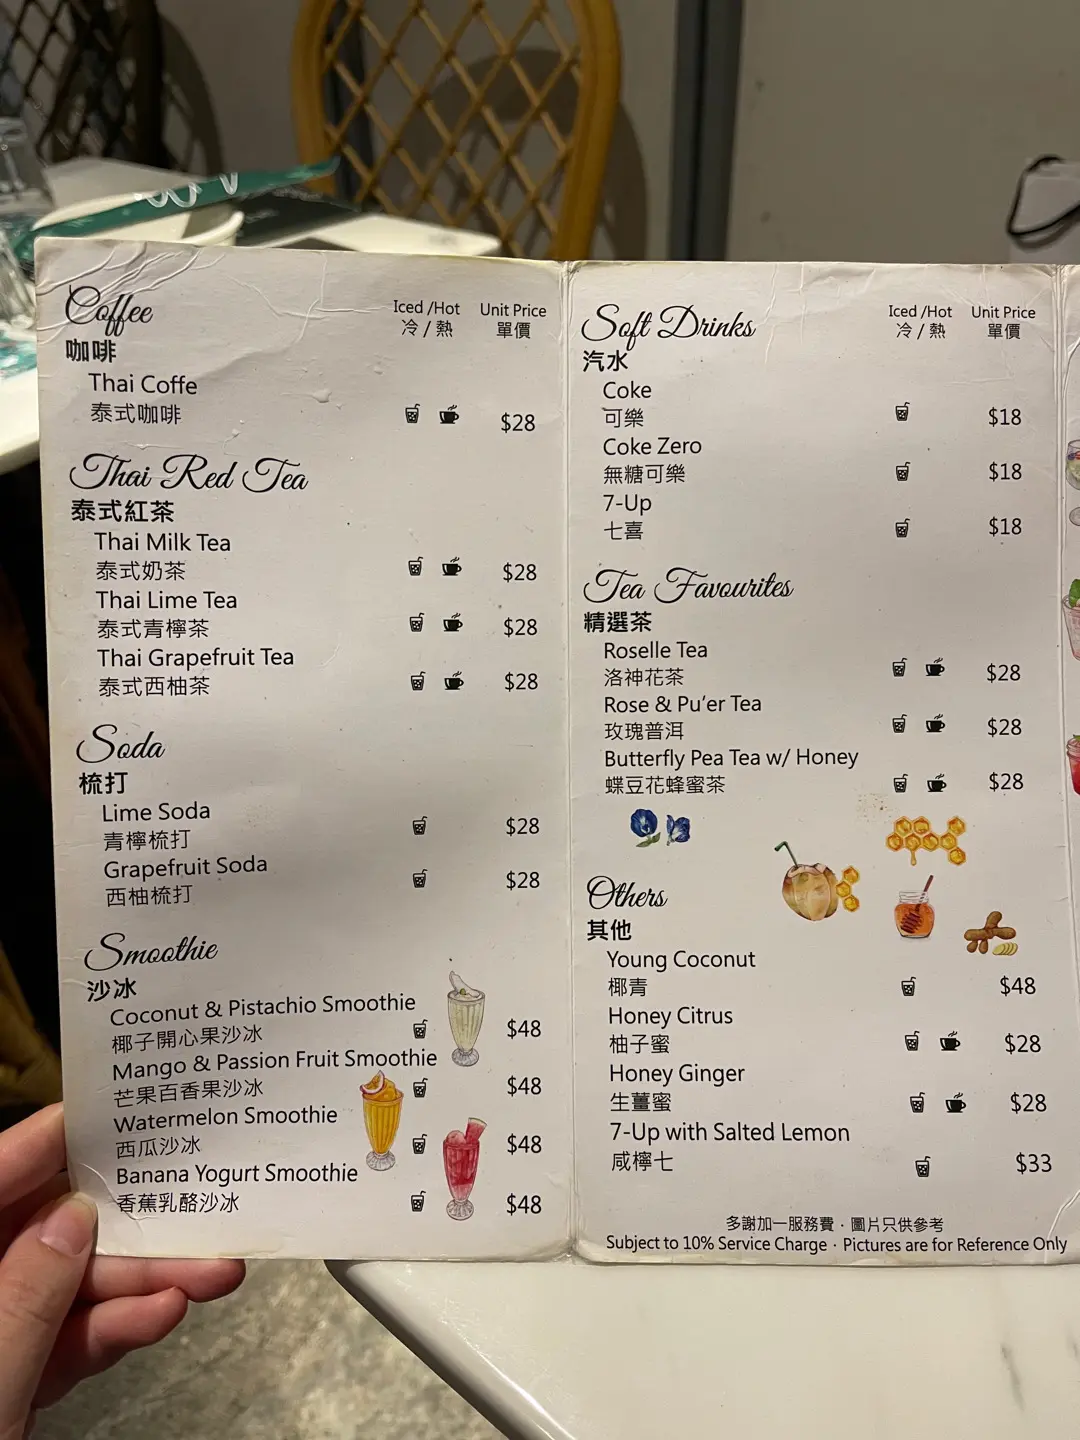 Coffee
Iced /Hot Unit Price
咖啡
冷 / 熱 單價
Thai Coffe
泰式咖啡 $28
Thai Red Tea
泰式紅茶
Thai Milk Tea
泰式奶茶 $28
Thai Lime Tea
泰式青檸茶 $28
Thai Grapefruit Tea
泰式西柚茶 $28
Soda
梳打
Lime Soda
青檸梳打 $28
Grapefruit Soda
西柚梳打 $28
Smoothie
沙冰
Coconut & Pistachio Smoothie
椰子開心果沙冰 $48
Mango & Passion Fruit Smoothie
芒果百香果沙冰 $48
Watermelon Smoothie
西瓜沙冰 $48
Banana Yogurt Smoothie
香蕉乳酪沙冰 $48
Soft Drinks
Iced /Hot Unit Price
汽水
冷 / 熱 單價
Coke
可樂 $18
Coke Zero
無糖可樂 $18
7-Up
七喜 $18
Tea Favourites
精選茶
Roselle Tea
洛神花茶 $28
Rose & Pu’er Tea
玫瑰普洱 $28
Butterfly Pea Tea w/ Honey
蝶豆花蜂蜜茶 $28
Others
其他
Young Coconut
椰青 $48
Honey Citrus
柚子蜜 $28
Honey Ginger
生薑蜜 $28
7-Up with Salted Lemon
咸檸七 $33
多謝加一服務費 · 圖片只供參考
Subject to 10% Service Charge · Pictures are for Reference Only